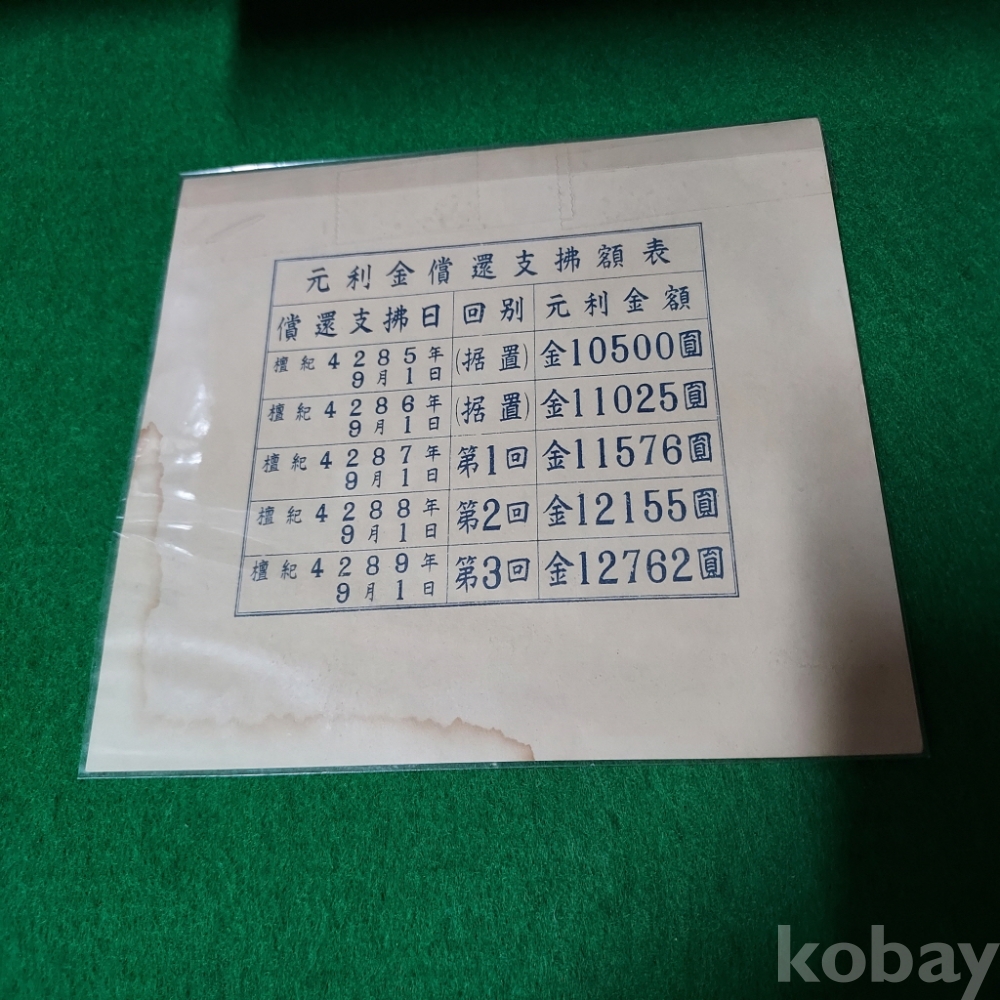 元利金償還支拂額表
償還支拂日 回別 元利金額
檀紀4285年9月1日 (据置) 金10500圓
檀紀4286年9月1日 (据置) 金11025圓
檀紀4287年9月1日 第1回 金11576圓
檀紀4288年9月1日 第2回 金12155圓
檀紀4289年9月1日 第3回 金12762圓
kobay